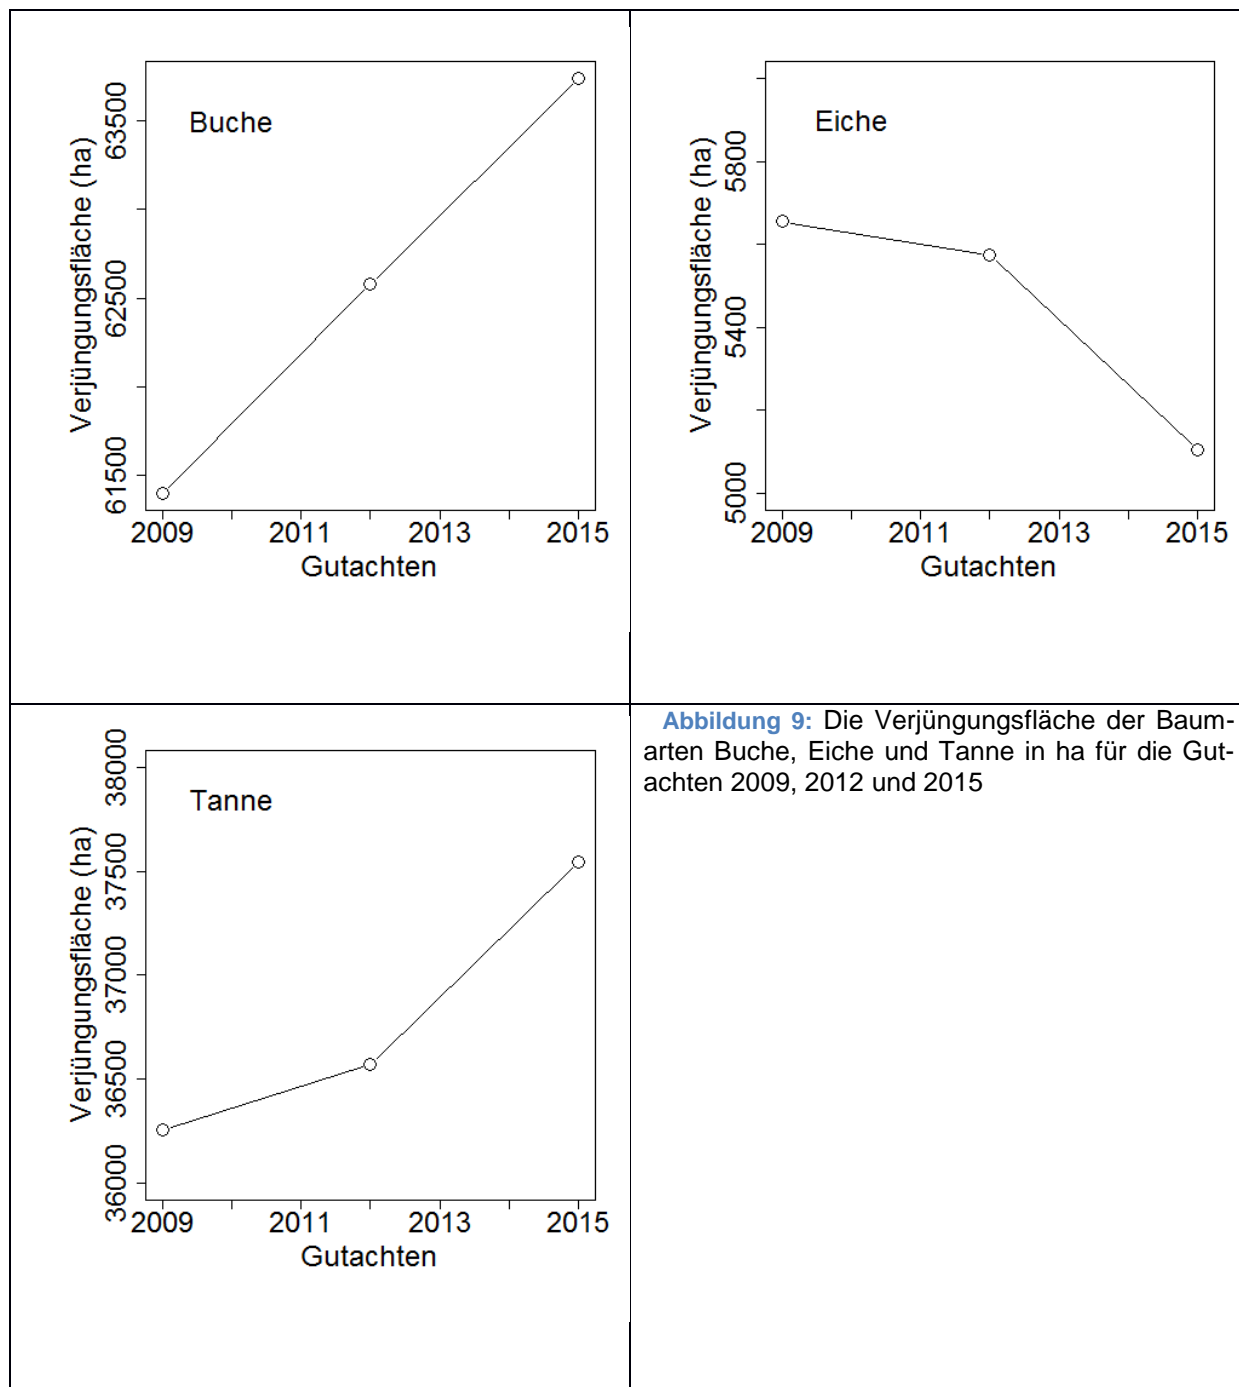 Buche
Verjüngungsfläche (ha)
63500
62500
61500
2009 2011 2013 2015
Gutachten
Eiche
Verjüngungsfläche (ha)
5800
5400
5000
2009 2011 2013 2015
Gutachten
Tanne
Verjüngungsfläche (ha)
38000
37500
37000
36500
36000
2009 2011 2013 2015
Gutachten
Abbildung 9: Die Verjüngungsfläche der Baum-
arten Buche, Eiche und Tanne in ha für die Gut-
achten 2009, 2012 und 2015